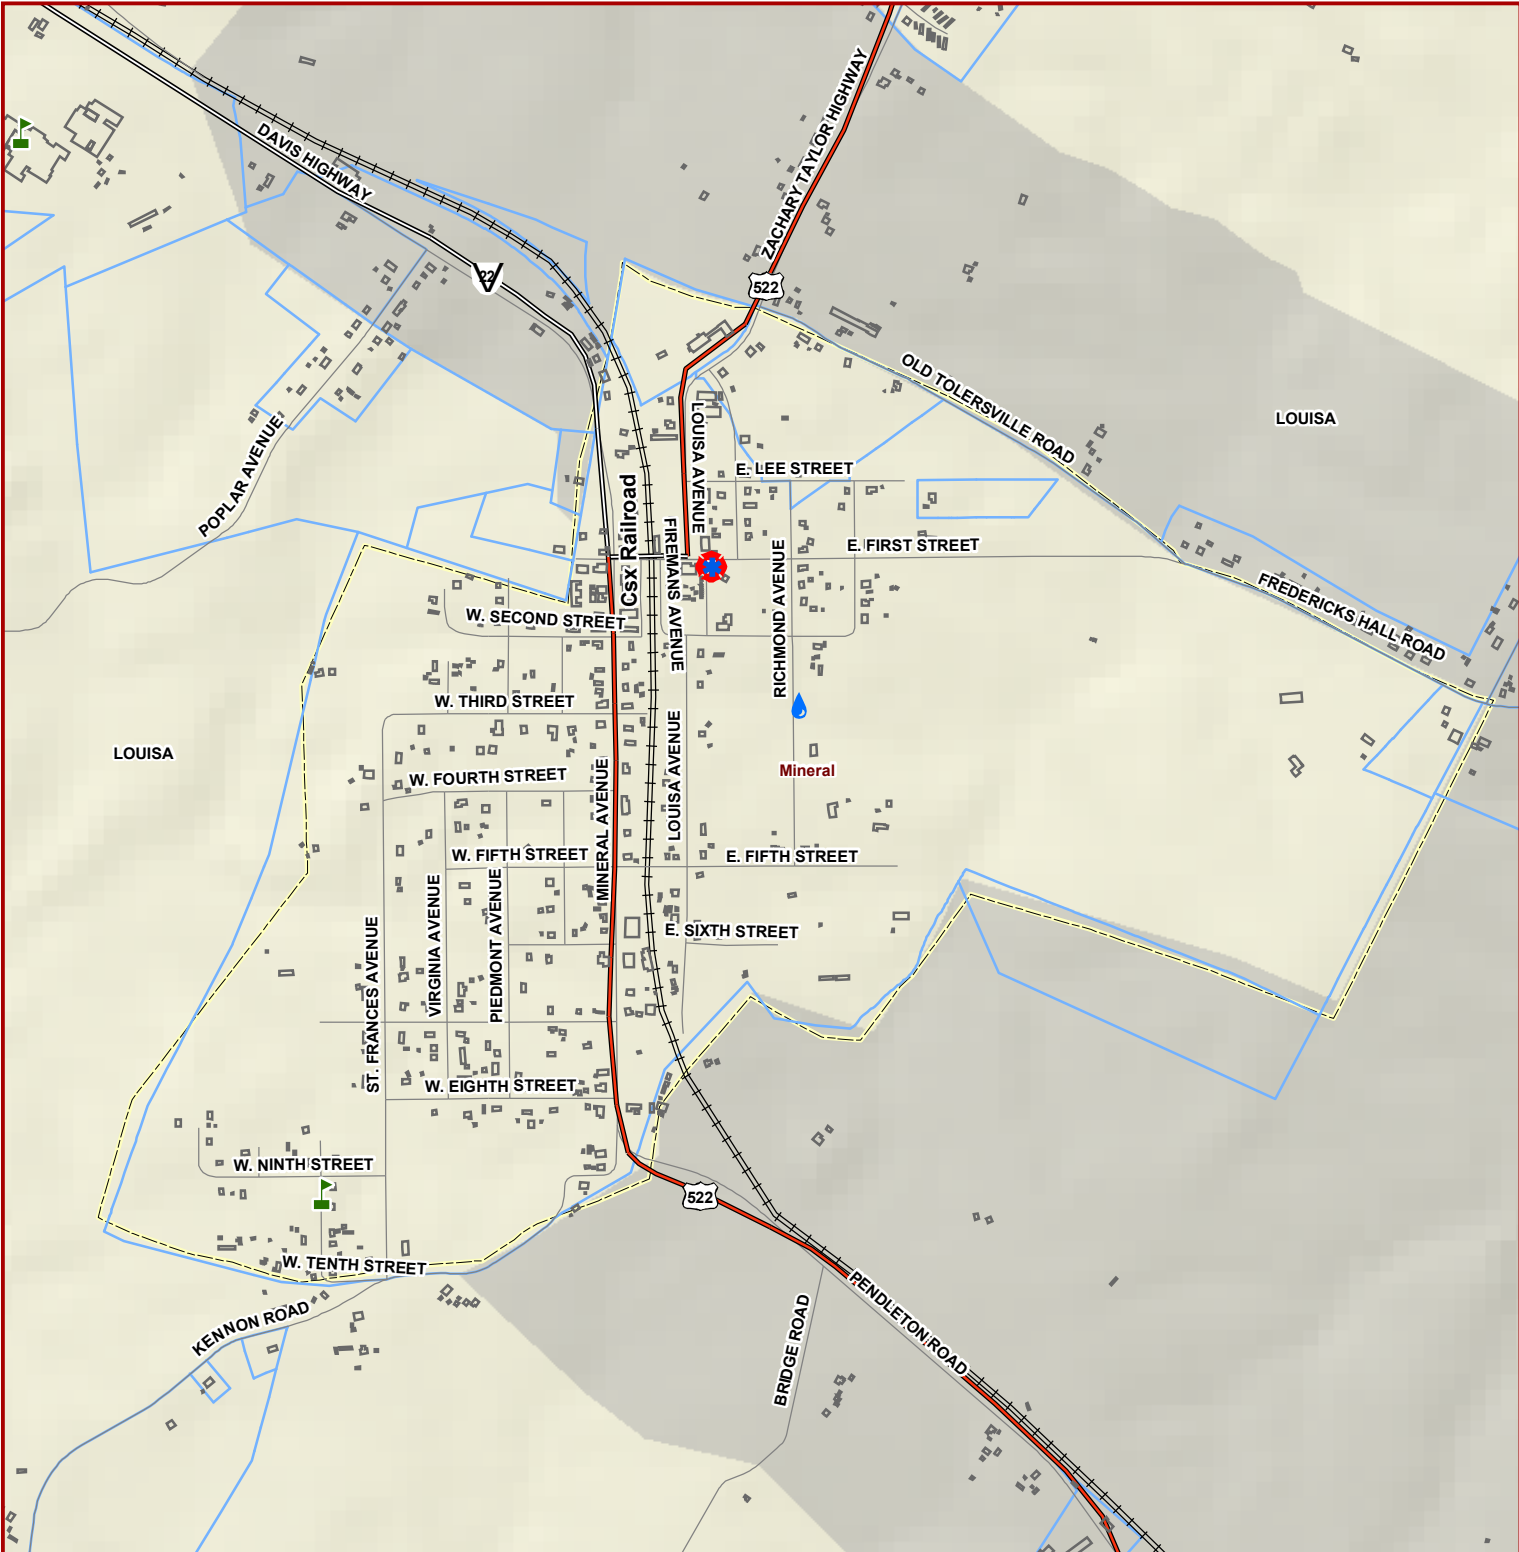 ZACHARY TAYLOR HIGHWAY
DAVIS HIGHWAY
22
522
OLD TOLERSVILLE ROAD
LOUISA
LOUISA AVENUE
E. LEE STREET
POPLAR AVENUE
Csx Railroad
FIREMANS AVENUE
E. FIRST STREET
RICHMOND AVENUE
FREDERICKS HALL ROAD
W. SECOND STREET
W. THIRD STREET
LOUISA
LOUISA AVENUE
Mineral
W. FOURTH STREET
MINERAL AVENUE
W. FIFTH STREET
E. FIFTH STREET
VIRGINIA AVENUE
PIEDMONT AVENUE
ST. FRANCES AVENUE
E. SIXTH STREET
W. EIGHTH STREET
W. NINTH STREET
522
W. TENTH STREET
KENNON ROAD
BRIDGE ROAD
PENDLETON ROAD